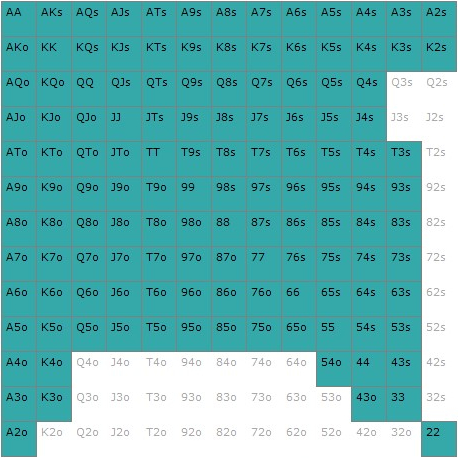 AA AKs AQs AJs ATs A9s A8s A7s A6s A5s A4s A3s A2s
AKo KK KQs KJs KTs K9s K8s K7s K6s K5s K4s K3s K2s
AQo KQo QQ QJs QTs Q9s Q8s Q7s Q6s Q5s Q4s Q3s Q2s
AJo KJo QJo JJ JTs J9s J8s J7s J6s J5s J4s J3s J2s
ATo KTo QTo JTo TT T9s T8s T7s T6s T5s T4s T3s T2s
A9o K9o Q9o J9o T9o 99 98s 97s 96s 95s 94s 93s 92s
A8o K8o Q8o J8o T8o 98o 88 87s 86s 85s 84s 83s 82s
A7o K7o Q7o J7o T7o 97o 87o 77 76s 75s 74s 73s 72s
A6o K6o Q6o J6o T6o 96o 86o 76o 66 65s 64s 63s 62s
A5o K5o Q5o J5o T5o 95o 85o 75o 65o 55 54s 53s 52s
A4o K4o Q4o J4o T4o 94o 84o 74o 64o 54o 44 43s 42s
A3o K3o Q3o J3o T3o 93o 83o 73o 63o 53o 43o 33 32s
A2o K2o Q2o J2o T2o 92o 82o 72o 62o 52o 42o 32o 22